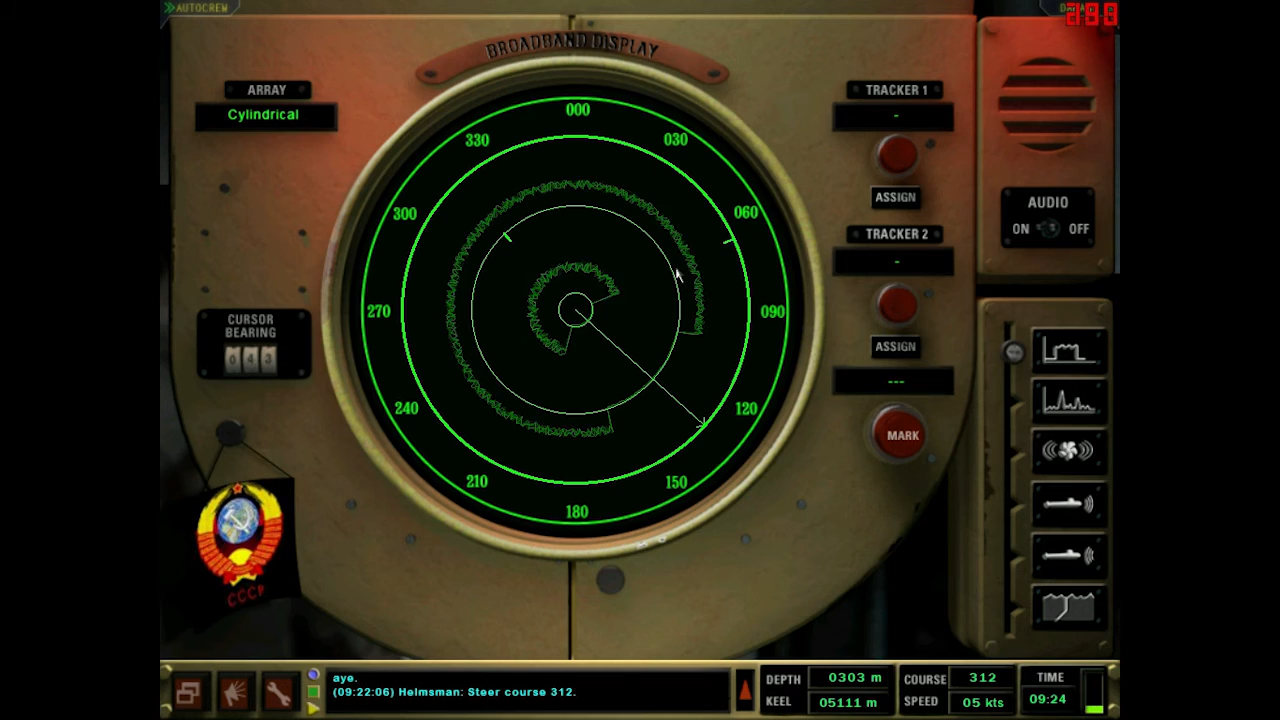 AUTOCREW
BROADBAND DISPLAY
ARRAY
Cylindrical
TRACKER 1
-
ASSIGN
TRACKER 2
-
ASSIGN
---
MARK
AUDIO
ON OFF
000
030
060
090
120
150
180
210
240
270
300
330
CURSOR
BEARING
043
СССР
aye.
(09:22:06) Helmsman: Steer course 312.
DEPTH 0303 m
KEEL 05111 m
COURSE 312
SPEED 05 kts
TIME
09:24